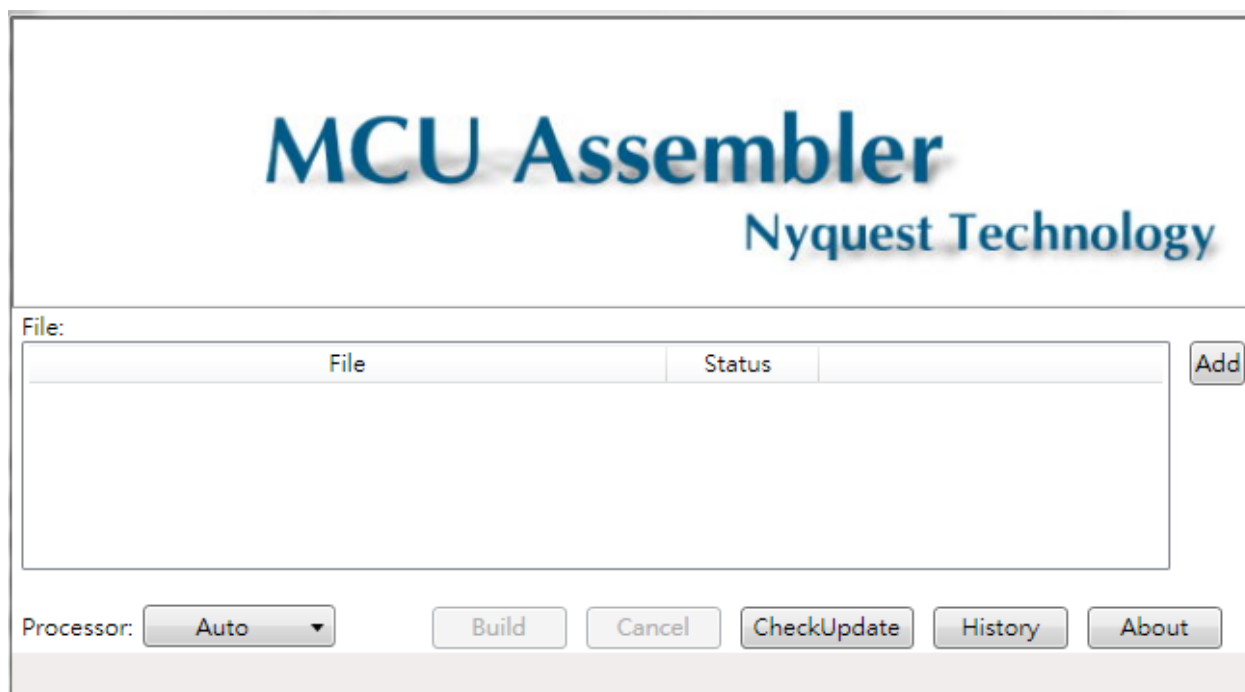 MCU Assembler
Nyquest Technology
File:
File Status
Add
Processor: Auto Build Cancel CheckUpdate History About